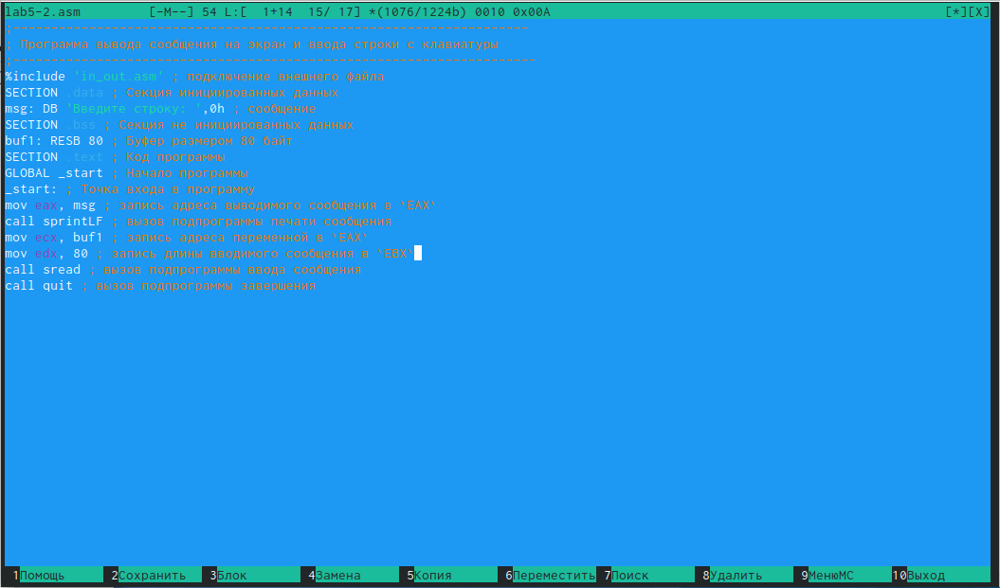 lab5-2.asm [-M--] 54 L:[ 1+14 15/ 17] *(1076/1224b) 0010 0x00A [*][X]
;--------------------------------------------------------------------
; Программа вывода сообщения на экран и ввода строки с клавиатуры
;---------------------------------------------------------------------
%include 'in_out.asm' ; подключение внешнего файла
SECTION .data ; Секция инициированных данных
msg: DB 'Введите строку: ',0h ; сообщение
SECTION .bss ; Секция не инициированных данных
buf1: RESB 80 ; Буфер размером 80 байт
SECTION .text ; Код программы
GLOBAL _start ; Начало программы
_start: ; Точка входа в программу
mov eax, msg ; запись адреса выводимого сообщения в `EAX`
call sprintLF ; вызов подпрограммы печати сообщения
mov ecx, buf1 ; запись адреса переменной в `EAX`
mov edx, 80 ; запись длины вводимого сообщения в `EBX`
call sread ; вызов подпрограммы ввода сообщения
call quit ; вызов подпрограммы завершения
1Помощь 2Сохранить 3Блок 4Замена 5Копия 6Переместить 7Поиск 8Удалить 9МенюМС 10Выход